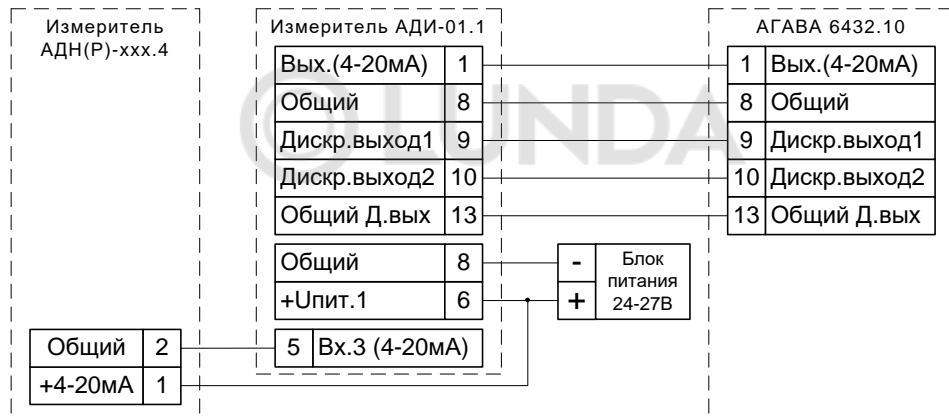 Измеритель
АДН(Р)-xxx.4
Общий 2
+4-20мА 1
Измеритель АДИ-01.1
Вых.(4-20мА) 1
Общий 8
Дискр.выход1 9
Дискр.выход2 10
Общий Д.вых 13
Общий 8
+Uпит.1 6
5 Вх.3 (4-20мА)
- Блок
питания
+ 24-27В
АГАВА 6432.10
1 Вых.(4-20мА)
8 Общий
9 Дискр.выход1
10 Дискр.выход2
13 Общий Д.вых
© LUNDA